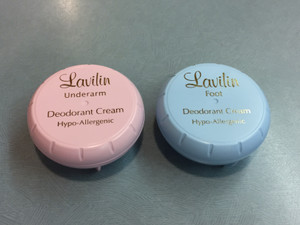 Lavilin
Underarm
Deodorant Cream
Hypo-Allergenic
Lavilin
Foot
Deodorant Cream
Hypo-Allergenic